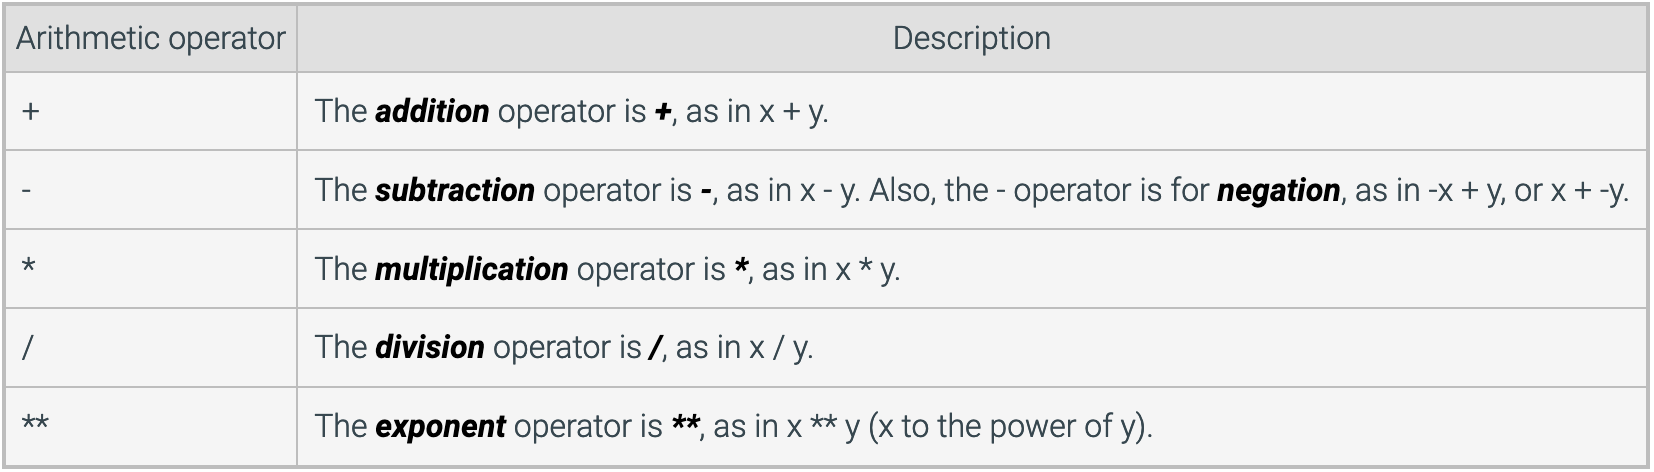 Arithmetic operator Description
+ The addition operator is +, as in x + y.
- The subtraction operator is -, as in x - y. Also, the - operator is for negation, as in -x + y, or x + -y.
* The multiplication operator is *, as in x * y.
/ The division operator is /, as in x / y.
** The exponent operator is **, as in x ** y (x to the power of y).